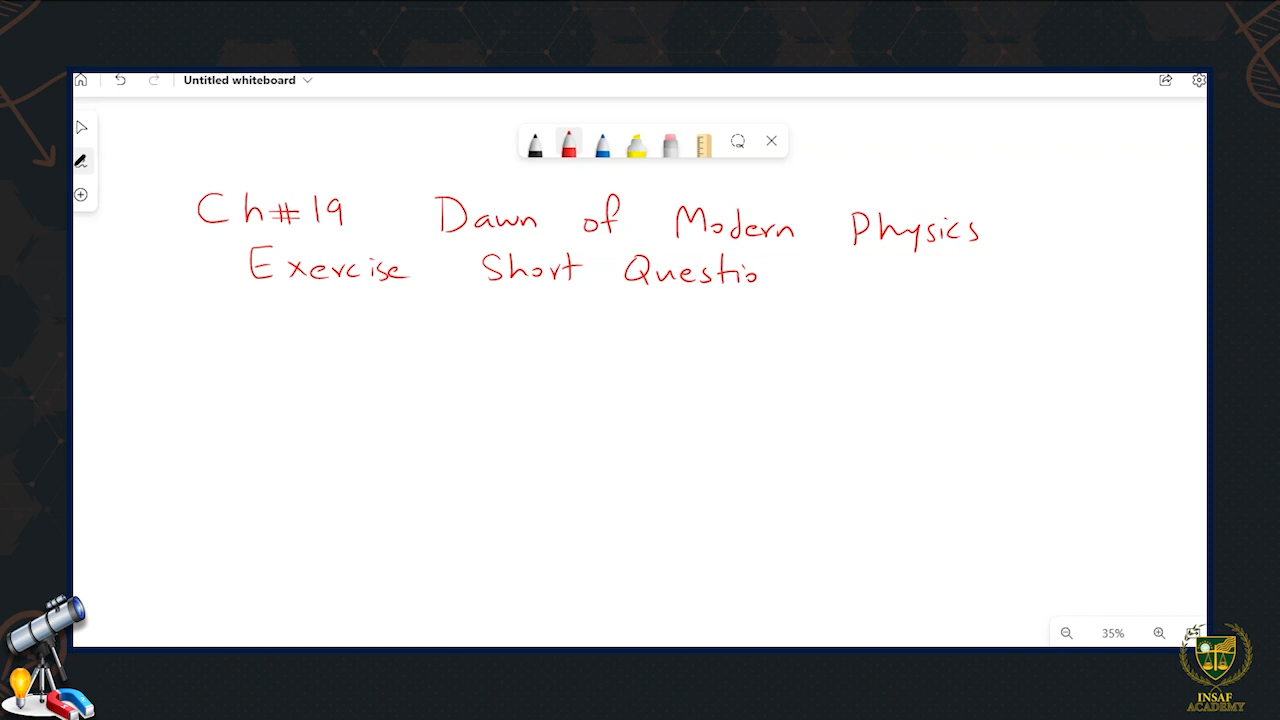 Untitled whiteboard
Ch#19 Dawn of Modern Physics
Exercise Short Questio
35%
INSAF
ACADEMY